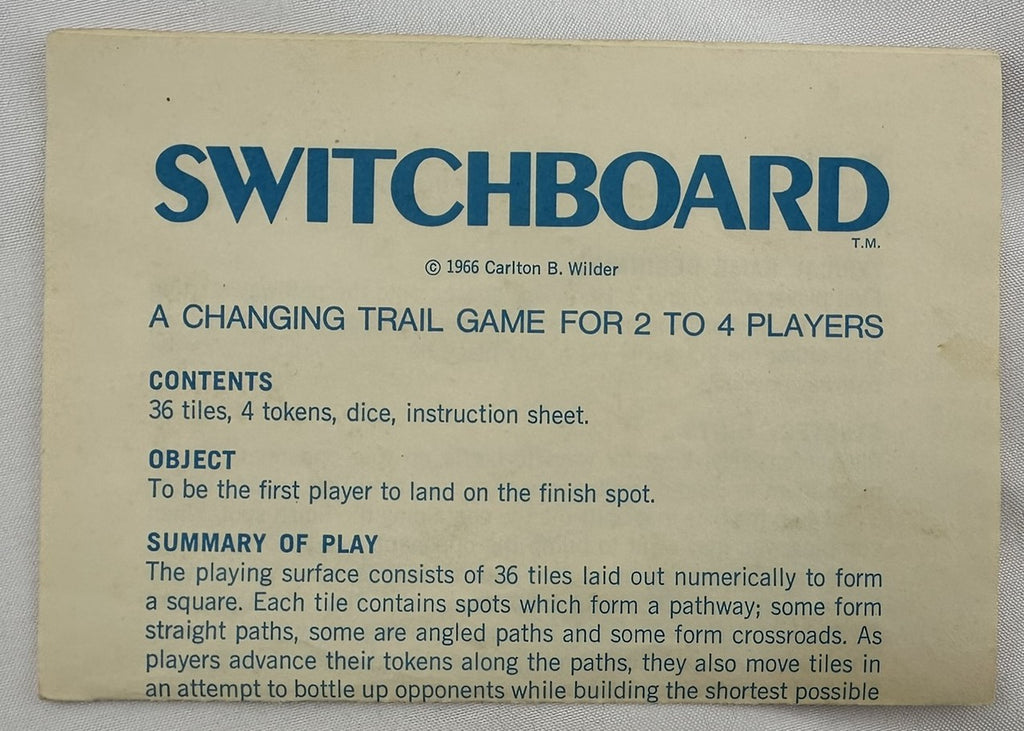 SWITCHBOARD
T.M.
© 1966 Carlton B. Wilder
A CHANGING TRAIL GAME FOR 2 TO 4 PLAYERS
CONTENTS
36 tiles, 4 tokens, dice, instruction sheet.
OBJECT
To be the first player to land on the finish spot.
SUMMARY OF PLAY
The playing surface consists of 36 tiles laid out numerically to form
a square. Each tile contains spots which form a pathway; some form
straight paths, some are angled paths and some form crossroads. As
players advance their tokens along the paths, they also move tiles in
an attempt to bottle up opponents while building the shortest possible